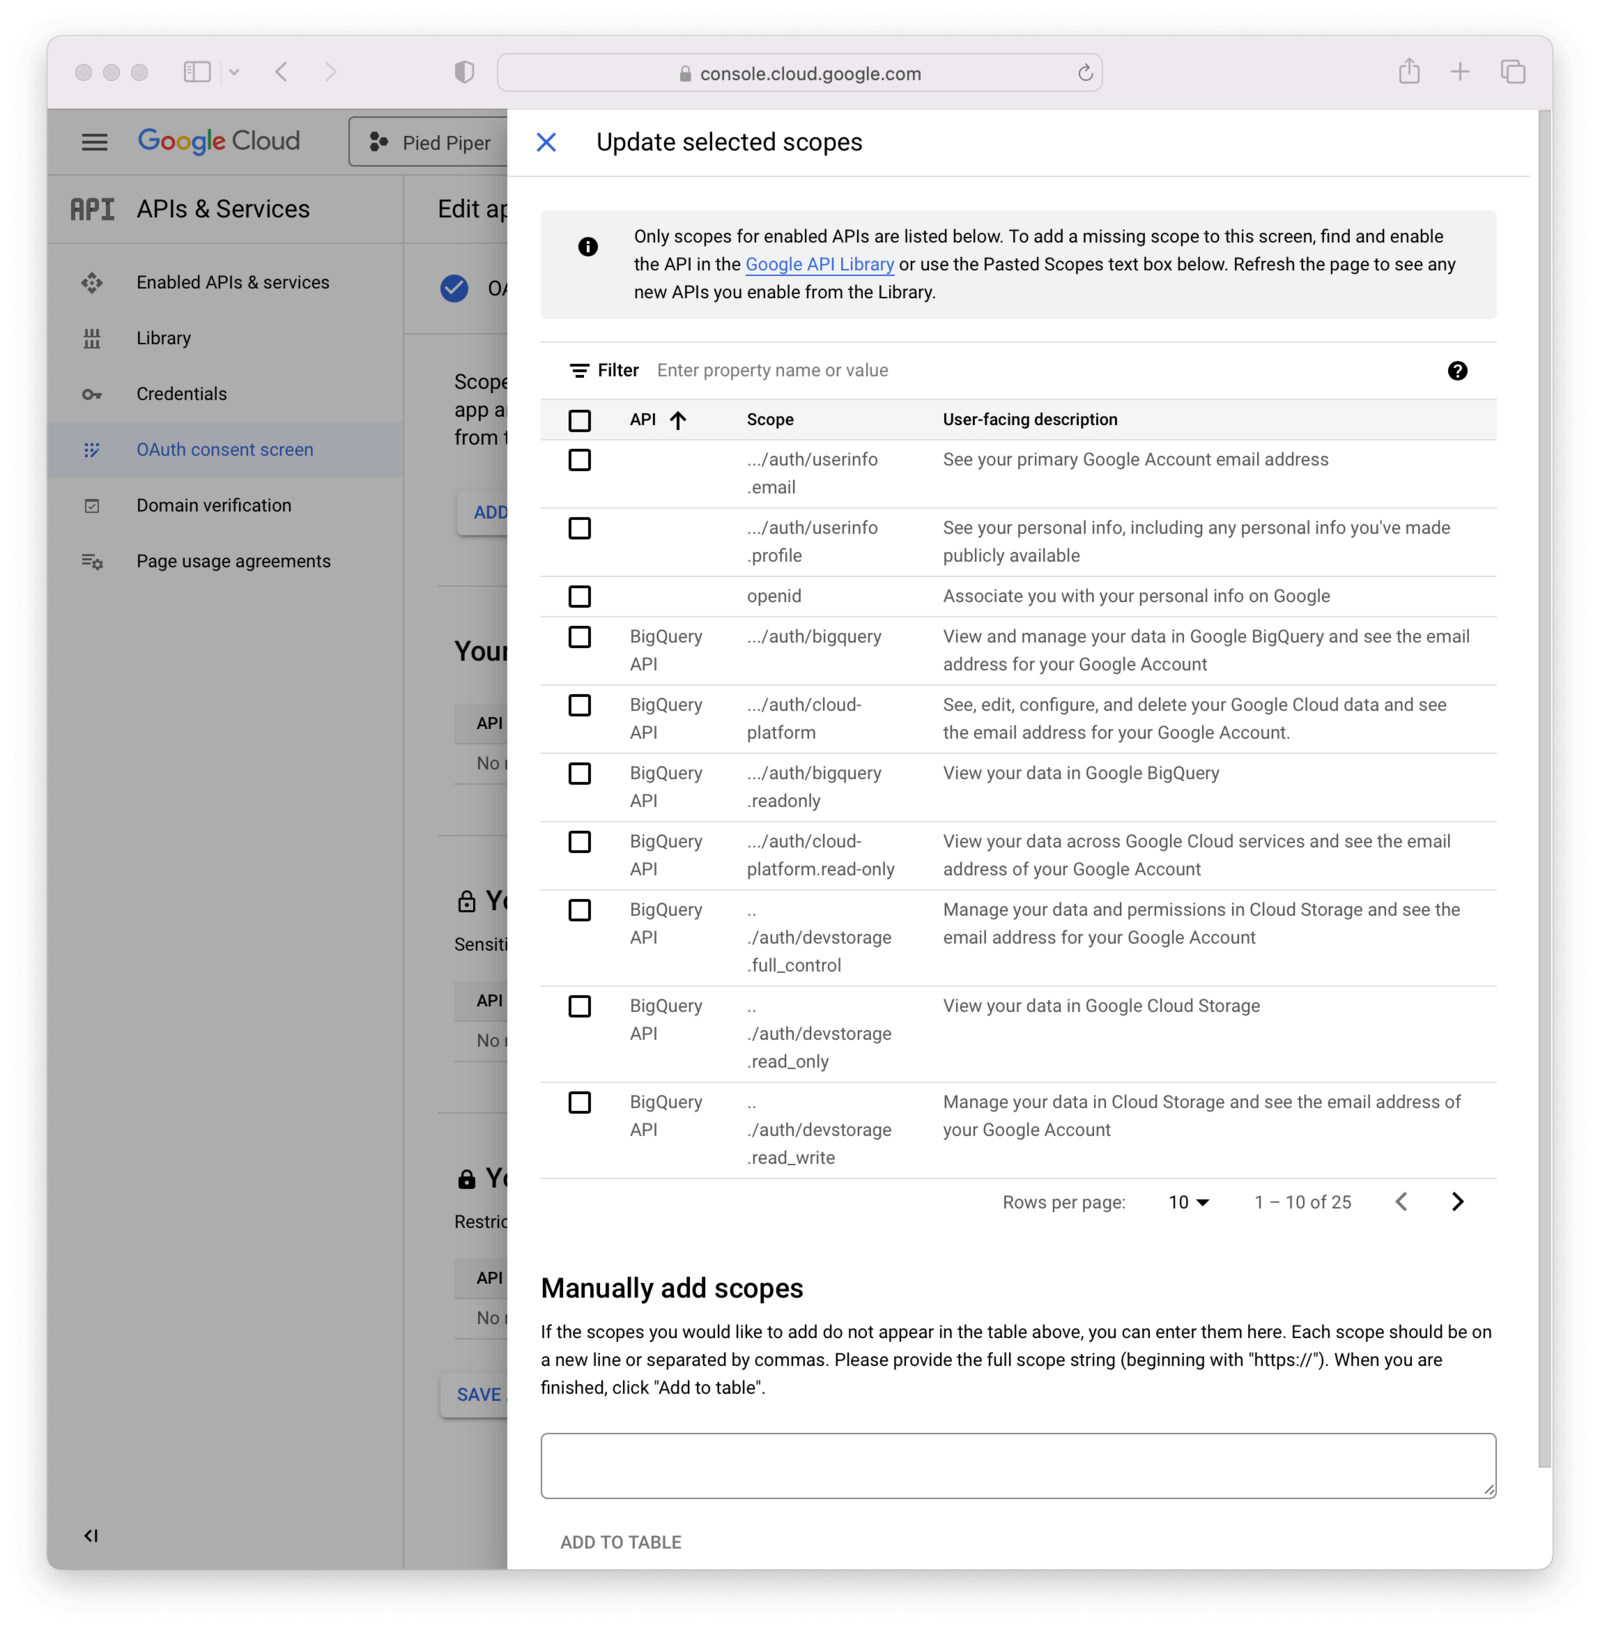 console.cloud.google.com
Google Cloud
Pied Piper
Update selected scopes
API APIs & Services
Edit ap
Only scopes for enabled APIs are listed below. To add a missing scope to this screen, find and enable
the API in the Google API Library or use the Pasted Scopes text box below. Refresh the page to see any
new APIs you enable from the Library.
Enabled APIs & services
Library
Credentials
OAuth consent screen
Domain verification
Page usage agreements
OA
Scope
app a
from t
ADD
Your
API
No r
Yo
Sensiti
API
No r
Yo
Restric
API
No r
SAVE
Filter Enter property name or value
API Scope User-facing description
.../auth/userinfo See your primary Google Account email address
.email
.../auth/userinfo See your personal info, including any personal info you've made
.profile publicly available
openid Associate you with your personal info on Google
BigQuery .../auth/bigquery View and manage your data in Google BigQuery and see the email
API address for your Google Account
BigQuery .../auth/cloud- See, edit, configure, and delete your Google Cloud data and see
API platform the email address for your Google Account.
BigQuery .../auth/bigquery View your data in Google BigQuery
API .readonly
BigQuery .../auth/cloud- View your data across Google Cloud services and see the email
API platform.read-only address of your Google Account
BigQuery .. Manage your data and permissions in Cloud Storage and see the
API ./auth/devstorage email address for your Google Account
.full_control
BigQuery .. View your data in Google Cloud Storage
API ./auth/devstorage
.read_only
BigQuery .. Manage your data in Cloud Storage and see the email address of
API ./auth/devstorage your Google Account
.read_write
Rows per page: 10 1 – 10 of 25
Manually add scopes
If the scopes you would like to add do not appear in the table above, you can enter them here. Each scope should be on
a new line or separated by commas. Please provide the full scope string (beginning with "https://"). When you are
finished, click "Add to table".
ADD TO TABLE